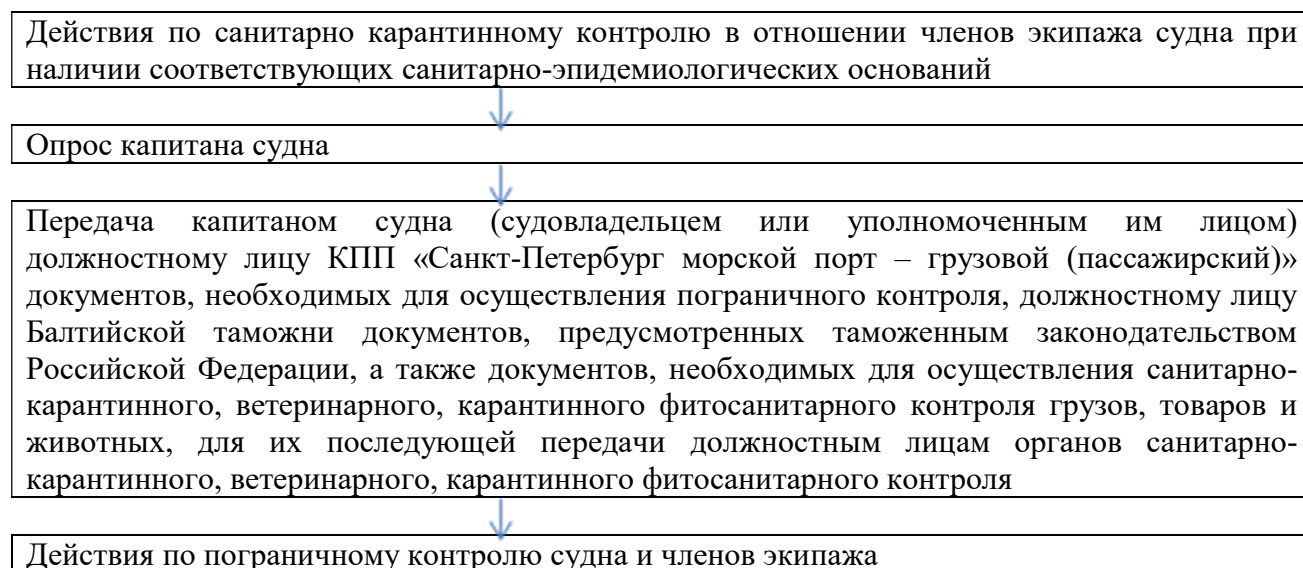 Действия по санитарно карантинному контролю в отношении членов экипажа судна при
наличии соответствующих санитарно-эпидемиологических оснований
Опрос капитана судна
Передача капитаном судна (судовладельцем или уполномоченным им лицом)
должностному лицу КПП «Санкт-Петербург морской порт – грузовой (пассажирский)»
документов, необходимых для осуществления пограничного контроля, должностному лицу
Балтийской таможни документов, предусмотренных таможенным законодательством
Российской Федерации, а также документов, необходимых для осуществления санитарно-
карантинного, ветеринарного, карантинного фитосанитарного контроля грузов, товаров и
животных, для их последующей передачи должностным лицам органов санитарно-
карантинного, ветеринарного, карантинного фитосанитарного контроля
Действия по пограничному контролю судна и членов экипажа